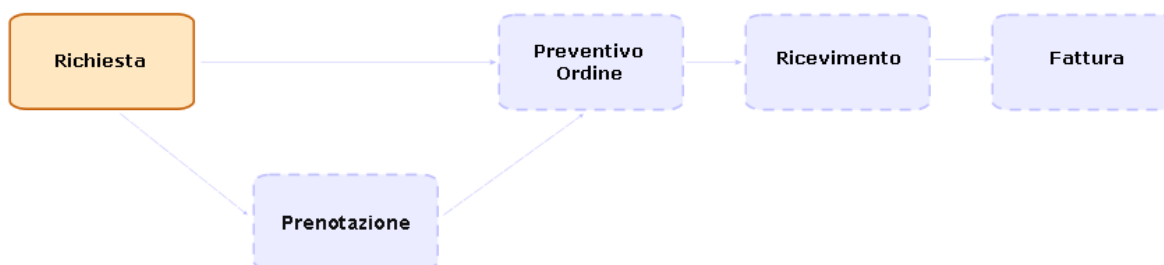 Richiesta
Preventivo
Ordine
Ricevimento
Fattura
Prenotazione